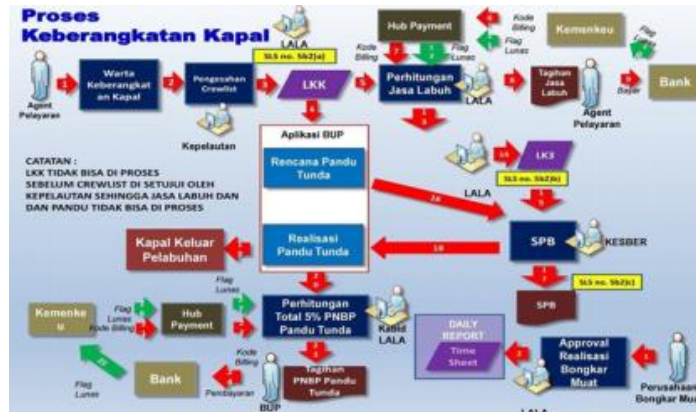 Proses
Keberangkatan Kapal
LALA
SLS no. 5b2(a)
Hub Payment
Kode
Billing
Flag
Lunas
Kemenkeu
Flag
Lunas
Kode
Billing
Flag
Lunas
Agent
Pelayaran
Warta
Keberangkat
an Kapal
Pengesahan
Crewlist
LKK
Perhitungan
Jasa Labuh
LALA
Tagihan
Jasa
Labuh
Bayar
Bank
Agent
Pelayaran
Kepelautan
Aplikasi BUP
Rencana Pandu
Tunda
CATATAN :
LKK TIDAK BISA DI PROSES
SEBELUM CREWLIST DI SETUJUI OLEH
KEPELAUTAN SEHINGGA JASA LABUH DAN
DAN PANDU TIDAK BISA DI PROSES
LALA
LK3
SLS no. 5b2(b)
Kapal Keluar
Pelabuhan
Realisasi
Pandu Tunda
SPB
KESBER
SLS no. 5b2(c)
SPB
Flag
Lunas
Kemenke
u
Flag
Lunas
Kode Billing
Hub
Payment
Perhitungan
Total 5% PNBP
Pandu Tunda
Kabid
LALA
DAILY
REPORT
Time
Sheet
Approval
Realisasi
Bongkar
Muat
LALA
Perusahaan
Bongkar Muat
Kode
Billing
Flag
Lunas
Bank
Pembayaran
BUP
Tagihan
PNBP Pandu
Tunda